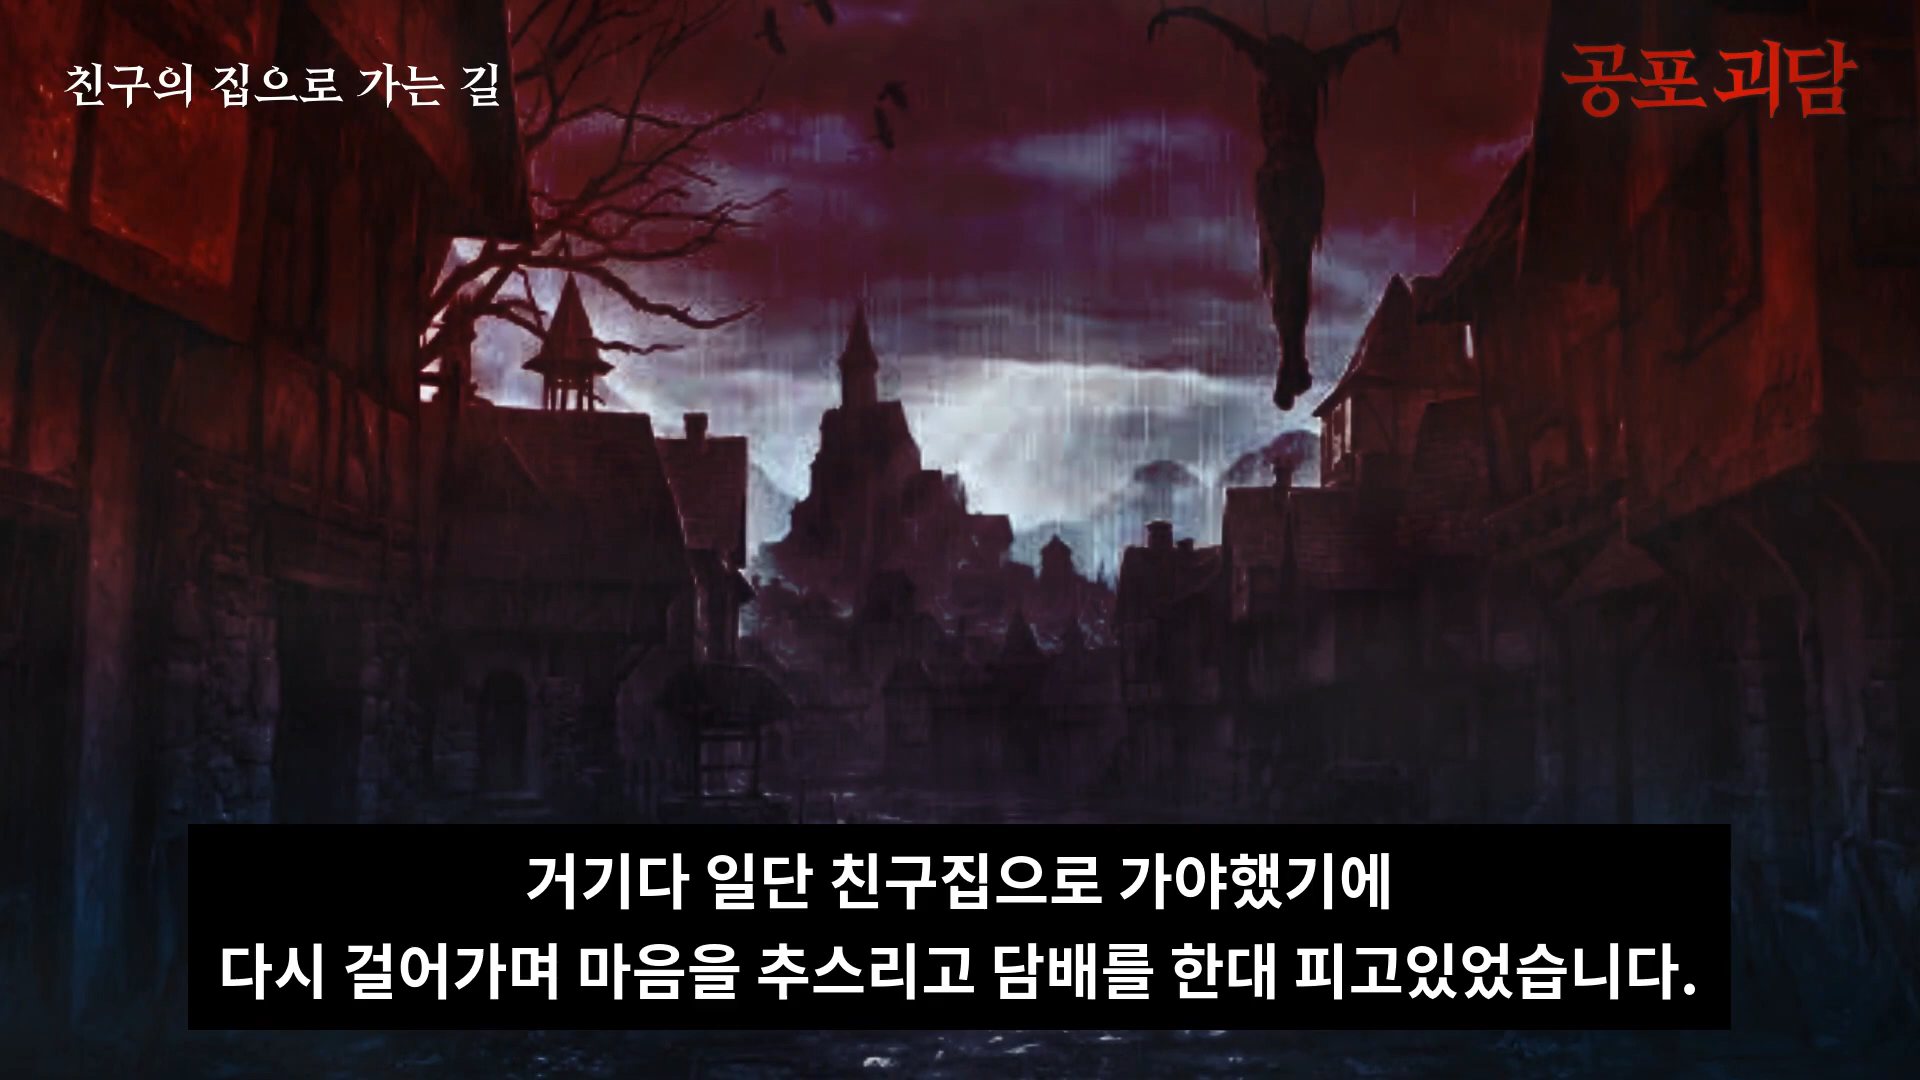 친구의 집으로 가는 길
공포괴담
거기다 일단 친구집으로 가야했기에
다시 걸어가며 마음을 추스리고 담배를 한대 피고있었습니다.